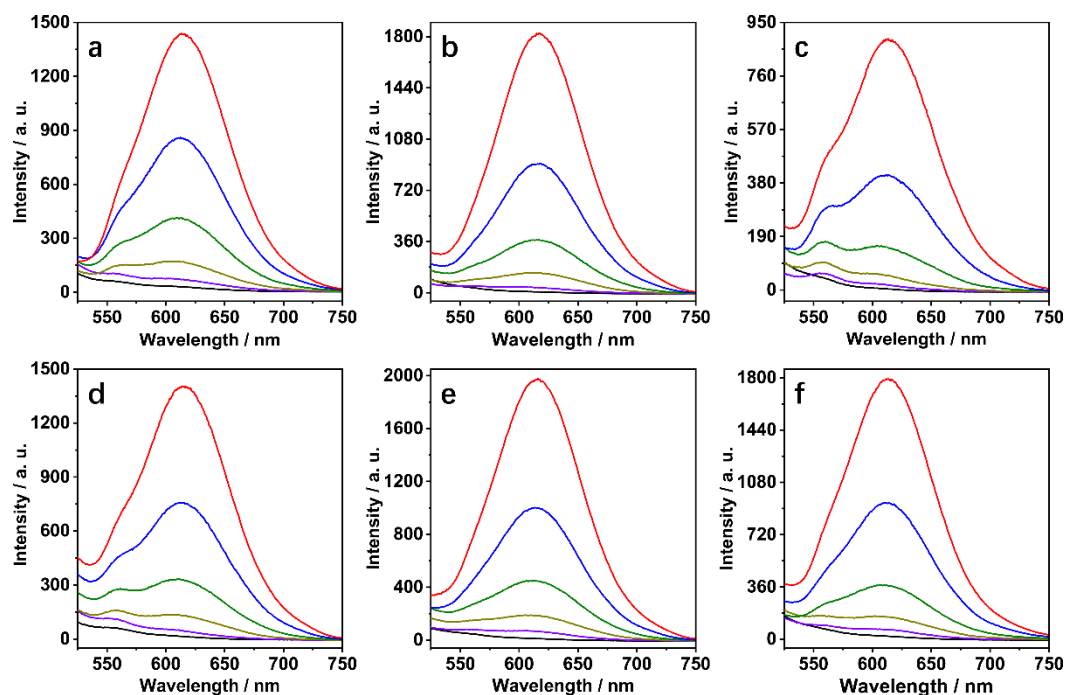 a
1500
1200
900
600
300
0
Intensity / a. u.
550 600 650 700 750
Wavelength / nm
b
1800
1440
1080
720
360
0
Intensity / a. u.
550 600 650 700 750
Wavelength / nm
c
950
760
570
380
190
0
Intensity / a. u.
550 600 650 700 750
Wavelength / nm
d
1500
1200
900
600
300
0
Intensity / a. u.
550 600 650 700 750
Wavelength / nm
e
2000
1600
1200
800
400
0
Intensity / a. u.
550 600 650 700 750
Wavelength / nm
f
1800
1440
1080
720
360
0
Intensity / a. u.
550 600 650 700 750
Wavelength / nm